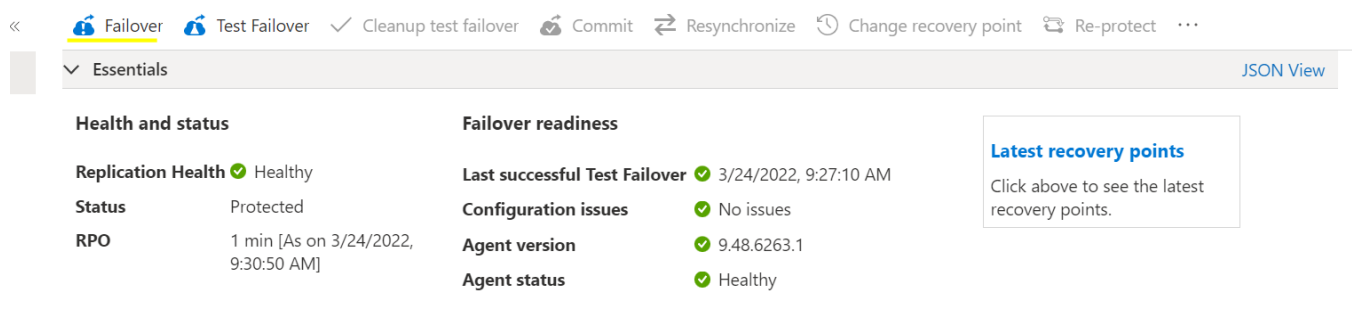 « Failover Test Failover Cleanup test failover Commit Resynchronize Change recovery point Re-protect ...
Essentials JSON View
Health and status
Replication Health Healthy
Status Protected
RPO 1 min [As on 3/24/2022,
9:30:50 AM]
Failover readiness
Last successful Test Failover 3/24/2022, 9:27:10 AM
Configuration issues No issues
Agent version 9.48.6263.1
Agent status Healthy
Latest recovery points
Click above to see the latest
recovery points.